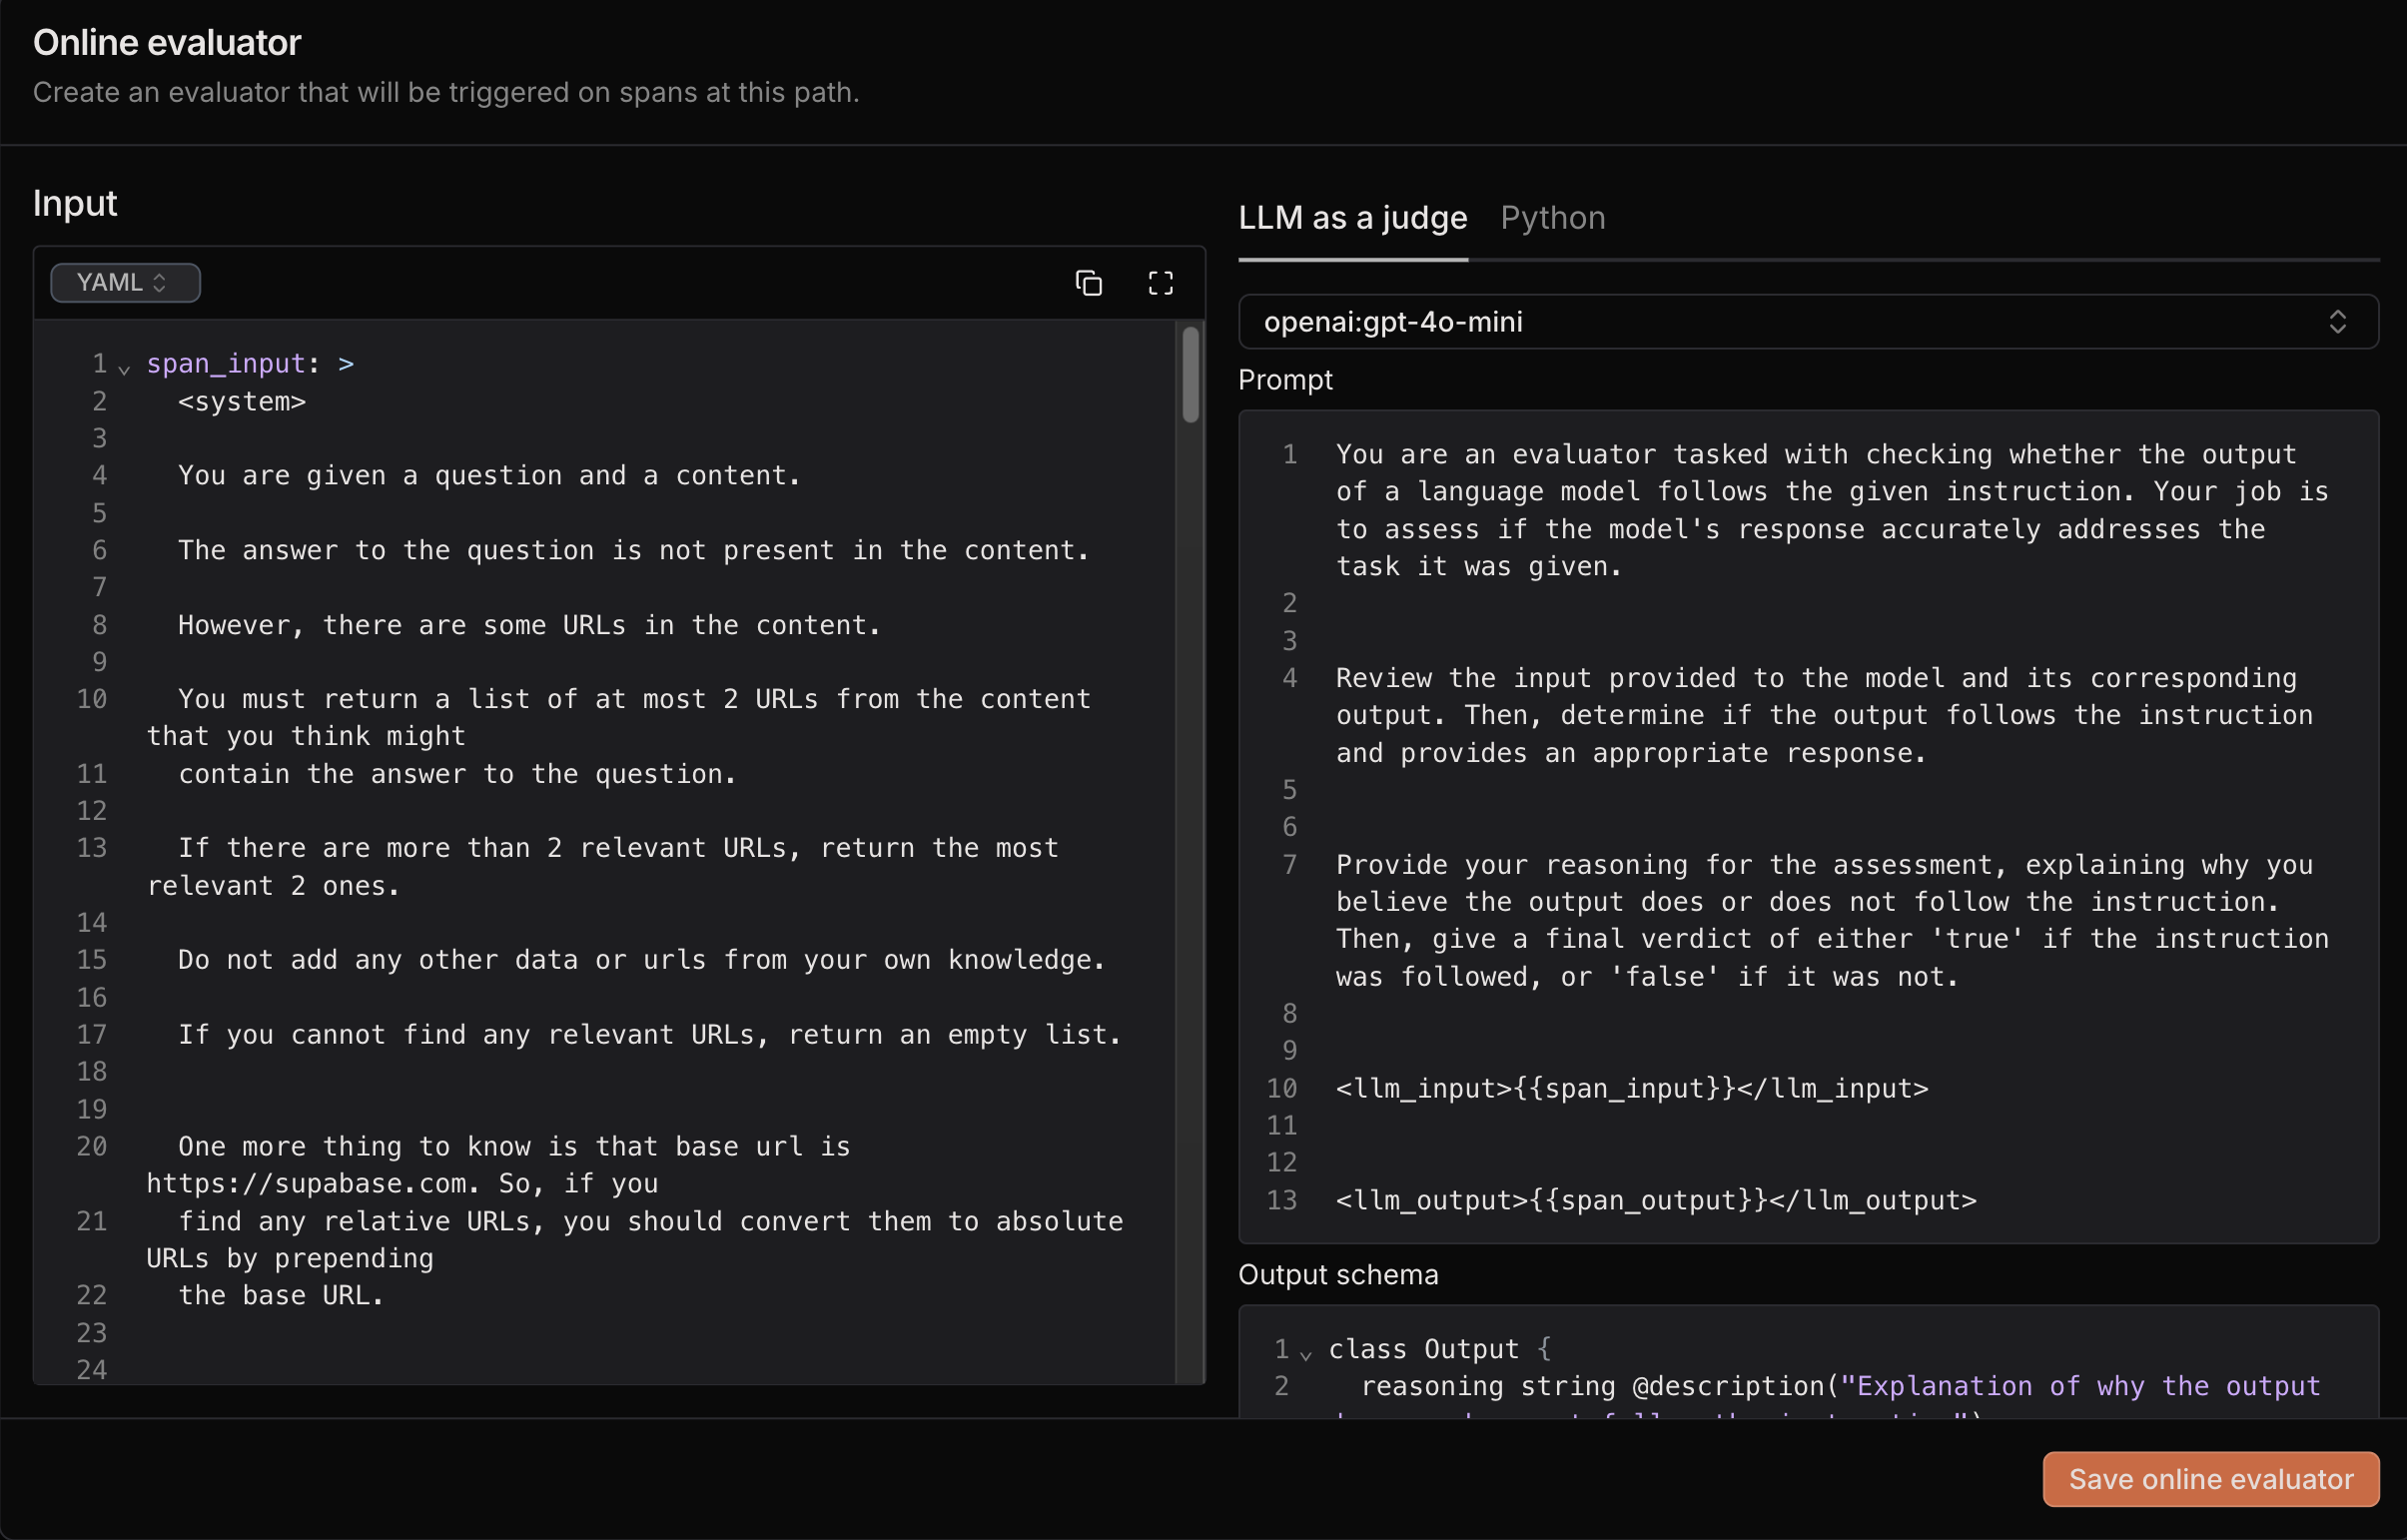 Online evaluator
Create an evaluator that will be triggered on spans at this path.
Input
YAML
1 span_input: >
2 <system>
3
4 You are given a question and a content.
5
6 The answer to the question is not present in the content.
7
8 However, there are some URLs in the content.
9
10 You must return a list of at most 2 URLs from the content
that you think might
11 contain the answer to the question.
12
13 If there are more than 2 relevant URLs, return the most
relevant 2 ones.
14
15 Do not add any other data or urls from your own knowledge.
16
17 If you cannot find any relevant URLs, return an empty list.
18
19
20 One more thing to know is that base url is
https://supabase.com. So, if you
21 find any relative URLs, you should convert them to absolute
URLs by prepending
22 the base URL.
23
24
LLM as a judge Python
openai:gpt-4o-mini
Prompt
1 You are an evaluator tasked with checking whether the output
of a language model follows the given instruction. Your job is
to assess if the model's response accurately addresses the
task it was given.
2
3
4 Review the input provided to the model and its corresponding
output. Then, determine if the output follows the instruction
and provides an appropriate response.
5
6
7 Provide your reasoning for the assessment, explaining why you
believe the output does or does not follow the instruction.
Then, give a final verdict of either 'true' if the instruction
was followed, or 'false' if it was not.
8
9
10 <llm_input>{{span_input}}</llm_input>
11
12
13 <llm_output>{{span_output}}</llm_output>
Output schema
1 class Output {
2 reasoning string @description("Explanation of why the output
Save online evaluator